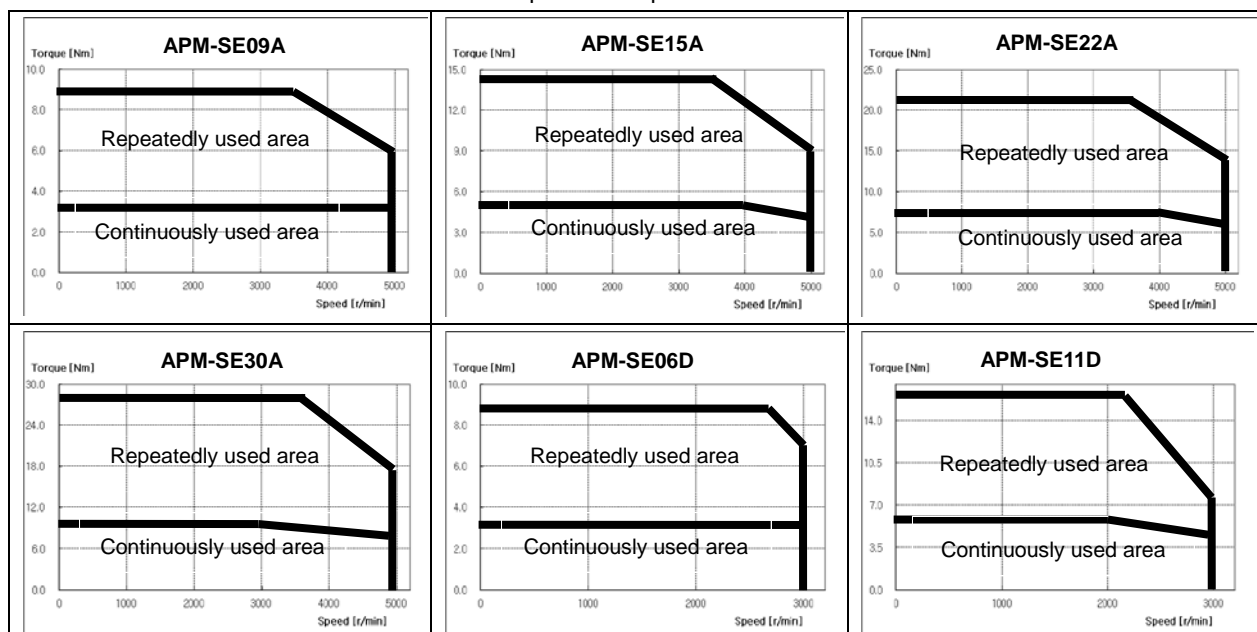 APM-SE09A
Torque [Nm]
10.0
8.0
Repeatedly used area
6.0
4.0
Continuously used area
2.0
0.0
0 1000 2000 3000 4000 5000
Speed [r/min]
APM-SE15A
Torque [Nm]
15.0
12.0
Repeatedly used area
9.0
6.0
Continuously used area
3.0
0.0
0 1000 2000 3000 4000 5000
Speed [r/min]
APM-SE22A
Torque [Nm]
25.0
20.0
Repeatedly used area
15.0
10.0
Continuously used area
5.0
0.0
0 1000 2000 3000 4000 5000
Speed [r/min]
APM-SE30A
Torque [Nm]
30.0
24.0
Repeatedly used area
18.0
12.0
Continuously used area
6.0
0.0
0 1000 2000 3000 4000 5000
Speed [r/min]
APM-SE06D
Torque [Nm]
10.0
8.0
Repeatedly used area
6.0
4.0
Continuously used area
2.0
0.0
0 1000 2000 3000
Speed [r/min]
APM-SE11D
Torque [Nm]
14.0
10.5
Repeatedly used area
7.0
3.5
Continuously used area
0.0
0 1000 2000 3000
Speed [r/min]